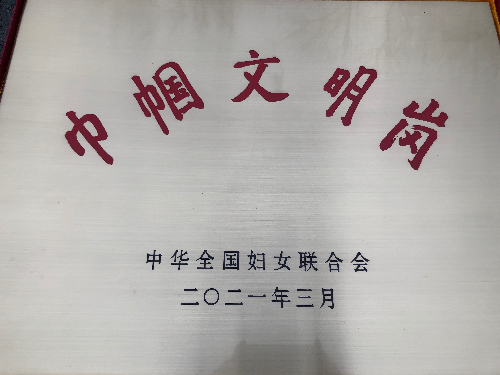 巾帼文明岗
中华全国妇女联合会
二〇二一年三月